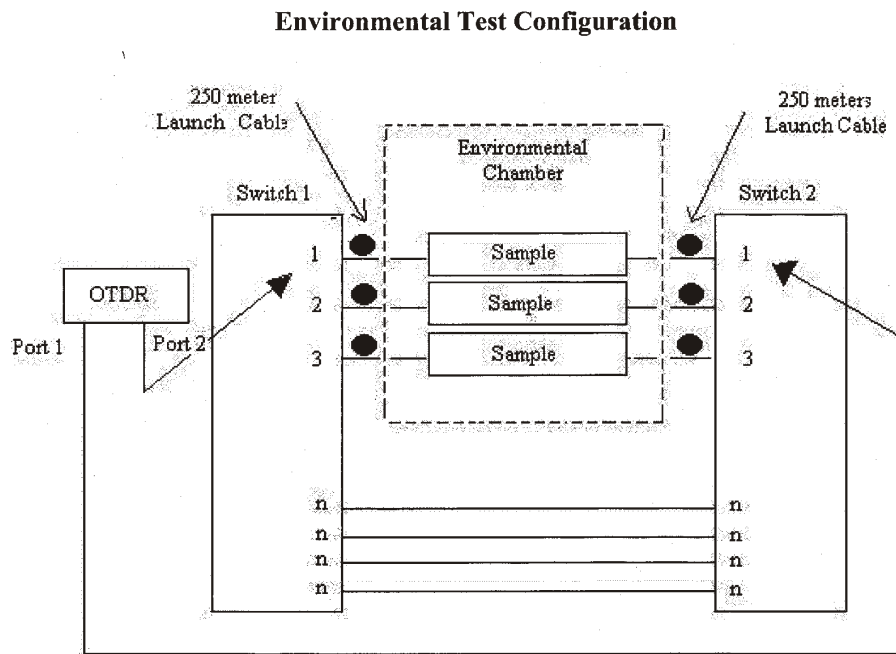 Environmental Test Configuration
250 meter
Launch Cable
250 meters
Launch Cable
Environmental
Chamber
Switch 1
Switch 2
1
Sample
1
OTDR
2
Sample
2
Port 1
Port 2
3
Sample
3
n
n
n
n
n
n
n
n